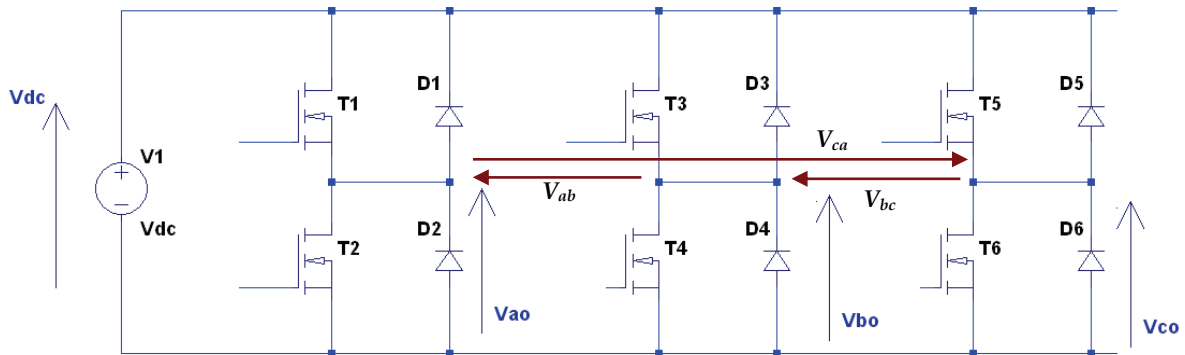 D1
D3
D5
Vdc
T1
T3
T5
V1
+
Vca
Vab
Vbc
−
Vdc
D2
D4
D6
T2
T4
T6
Vao
Vbo
Vco